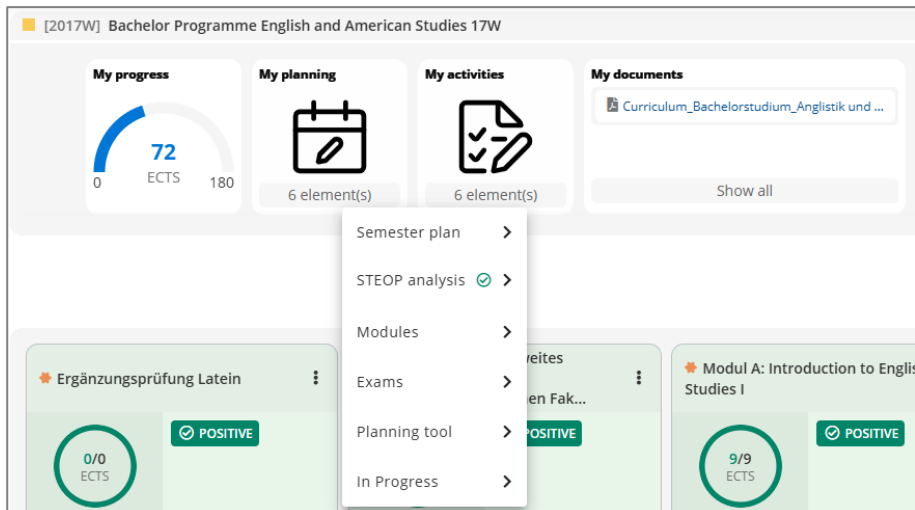 [2017W] Bachelor Programme English and American Studies 17W
My progress
72
ECTS
0
180
My planning
6 element(s)
My activities
6 element(s)
My documents
Curriculum_Bachelorstudium_Anglistik und ...
Show all
Semester plan
STEOP analysis
Modules
Exams
Planning tool
In Progress
Ergänzungsprüfung Latein
POSITIVE
0/0
ECTS
en Fak...
POSITIVE
Modul A: Introduction to Englis
Studies I
POSITIVE
9/9
ECTS